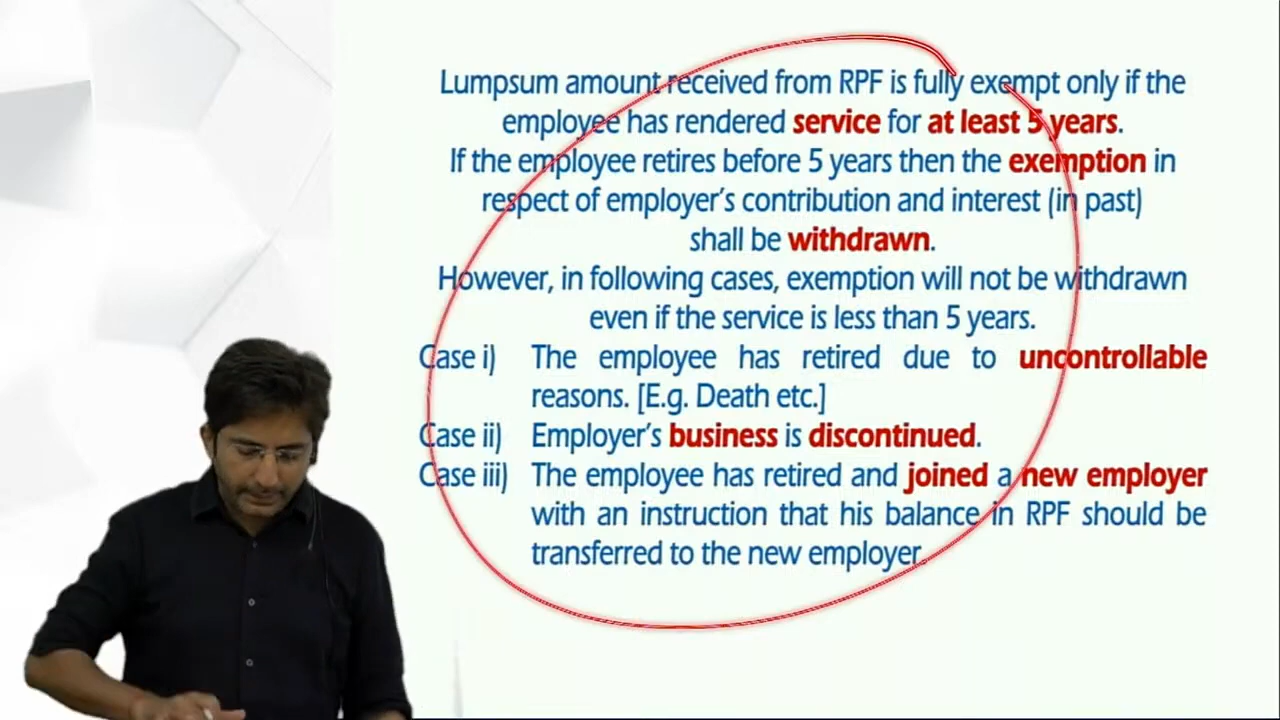 Lumpsum amount received from RPF is fully exempt only if the
employee has rendered service for at least 5 years.
If the employee retires before 5 years then the exemption in
respect of employer's contribution and interest (in past)
shall be withdrawn.
However, in following cases, exemption will not be withdrawn
even if the service is less than 5 years.
Case i) The employee has retired due to uncontrollable
reasons. [E.g. Death etc.]
Case ii) Employer's business is discontinued.
Case iii) The employee has retired and joined a new employer
with an instruction that his balance in RPF should be
transferred to the new employer.